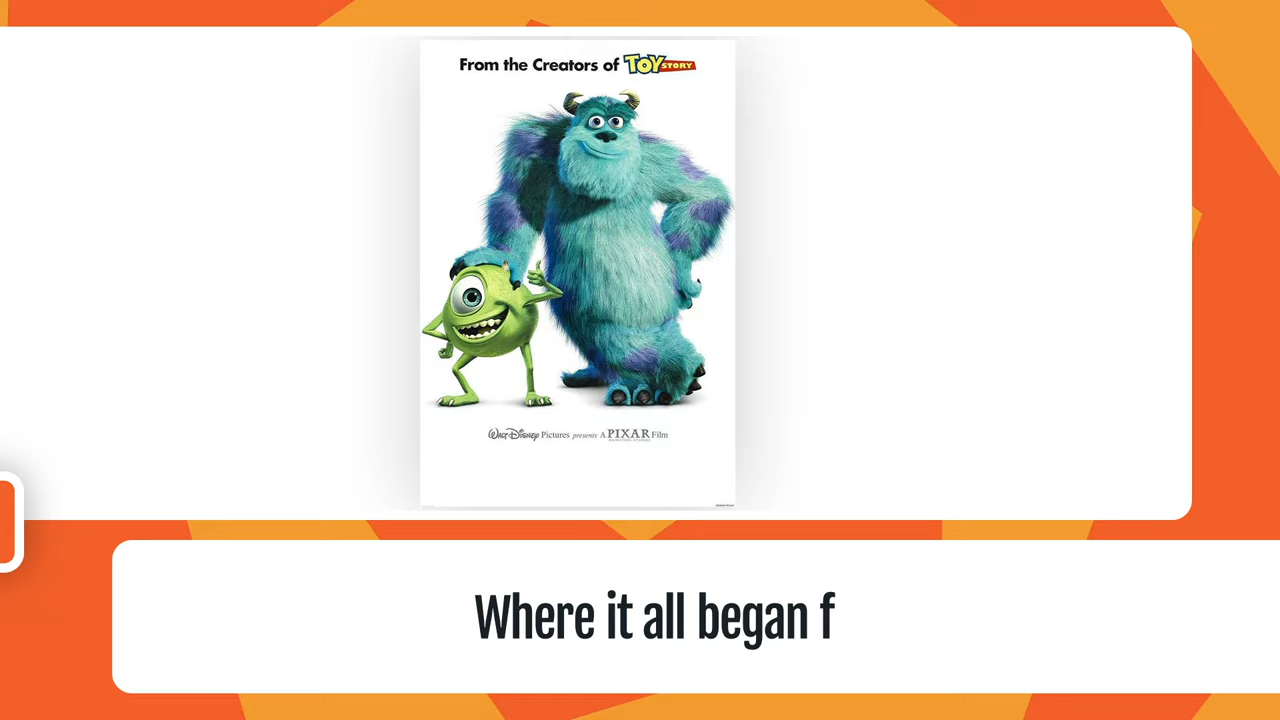 From the Creators of TOY STORY
WALT DISNEY Pictures presents A PIXAR Film
Where it all began f